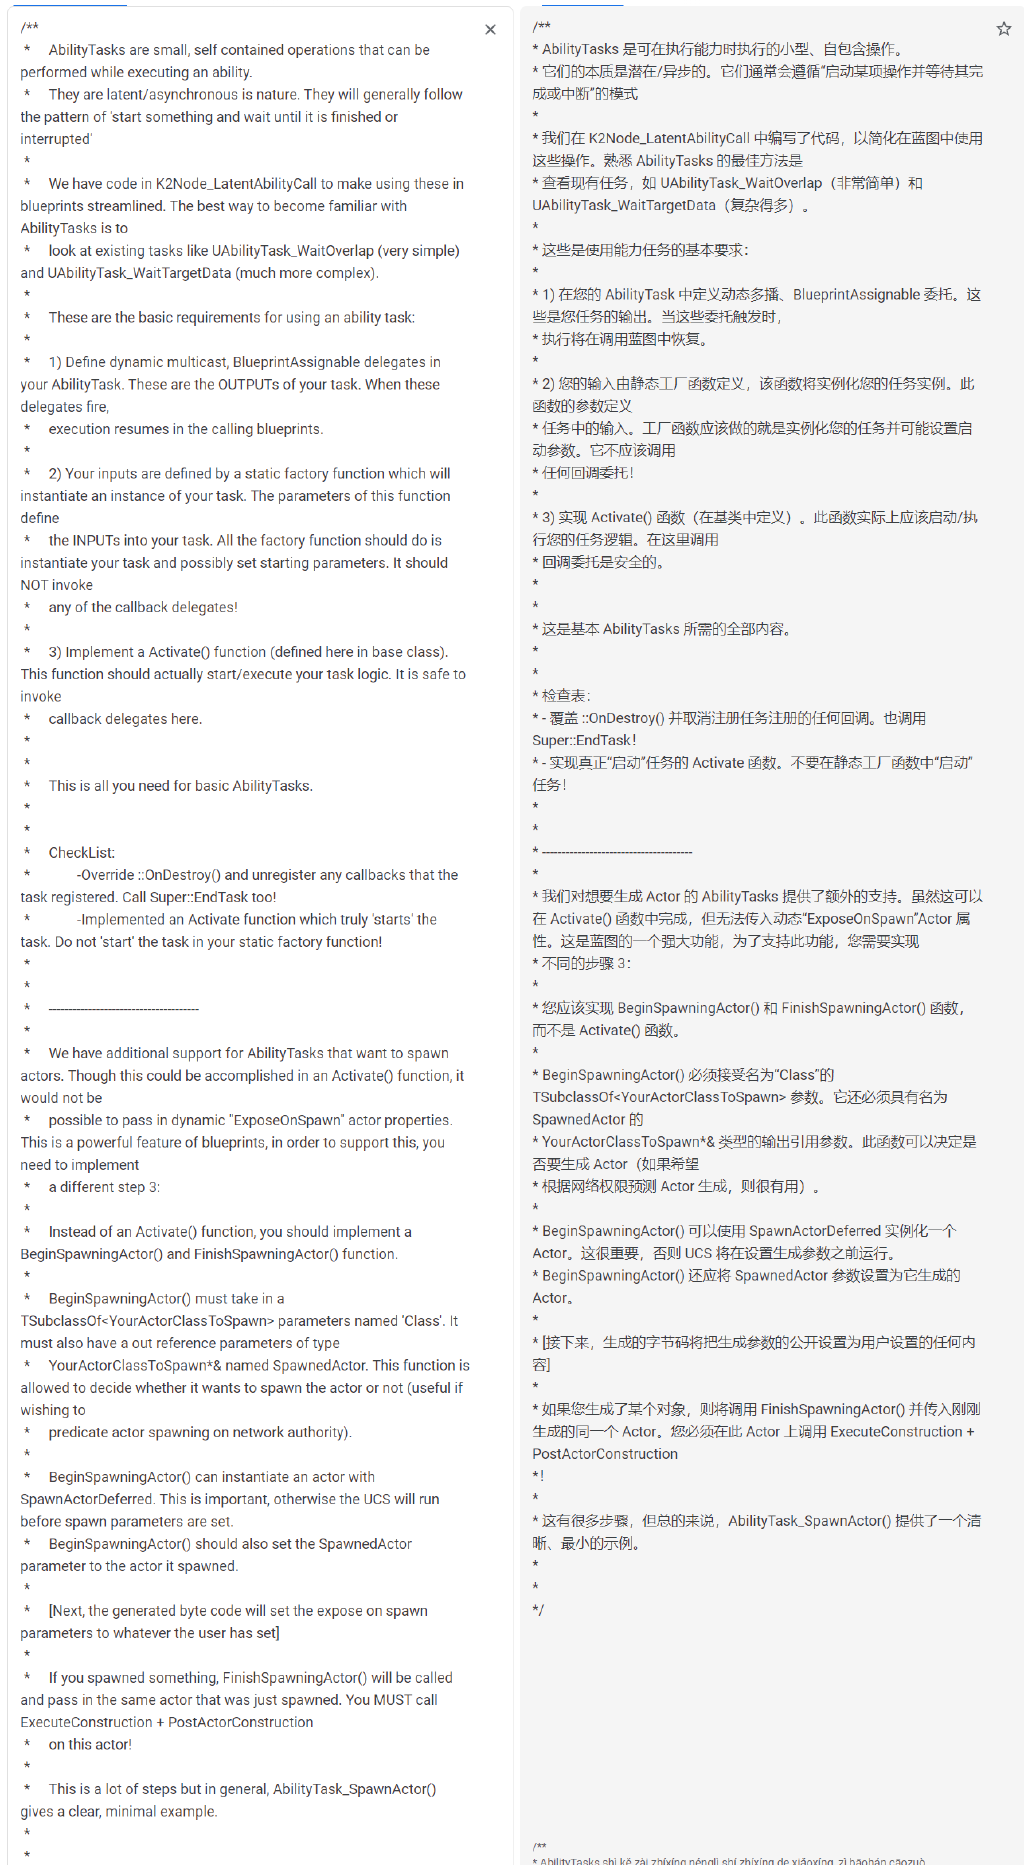 /**
* AbilityTasks are small, self contained operations that can be
performed while executing an ability.
* They are latent/asynchronous is nature. They will generally follow
the pattern of 'start something and wait until it is finished or
interrupted'
*
* We have code in K2Node_LatentAbilityCall to make using these in
blueprints streamlined. The best way to become familiar with
AbilityTasks is to
* look at existing tasks like UAbilityTask_WaitOverlap (very simple)
and UAbilityTask_WaitTargetData (much more complex).
*
* These are the basic requirements for using an ability task:
*
* 1) Define dynamic multicast, BlueprintAssignable delegates in
your AbilityTask. These are the OUTPUTs of your task. When these
delegates fire,
* execution resumes in the calling blueprints.
*
* 2) Your inputs are defined by a static factory function which will
instantiate an instance of your task. The parameters of this function
define
* the INPUTs into your task. All the factory function should do is
instantiate your task and possibly set starting parameters. It should
NOT invoke
* any of the callback delegates!
*
* 3) Implement a Activate() function (defined here in base class).
This function should actually start/execute your task logic. It is safe to
invoke
* callback delegates here.
*
*
* This is all you need for basic AbilityTasks.
*
*
* CheckList:
* -Override ::OnDestroy() and unregister any callbacks that the
task registered. Call Super::EndTask too!
* -Implemented an Activate function which truly 'starts' the
task. Do not 'start' the task in your static factory function!
*
*
* --------------------------------------
*
* We have additional support for AbilityTasks that want to spawn
actors. Though this could be accomplished in an Activate() function, it
would not be
* possible to pass in dynamic "ExposeOnSpawn" actor properties.
This is a powerful feature of blueprints, in order to support this, you
need to implement
* a different step 3:
*
* Instead of an Activate() function, you should implement a
BeginSpawningActor() and FinishSpawningActor() function.
*
* BeginSpawningActor() must take in a
TSubclassOf<YourActorClassToSpawn> parameters named 'Class'. It
must also have a out reference parameters of type
* YourActorClassToSpawn*& named SpawnedActor. This function is
allowed to decide whether it wants to spawn the actor or not (useful if
wishing to
* predicate actor spawning on network authority).
*
* BeginSpawningActor() can instantiate an actor with
SpawnActorDeferred. This is important, otherwise the UCS will run
before spawn parameters are set.
* BeginSpawningActor() should also set the SpawnedActor
parameter to the actor it spawned.
*
* [Next, the generated byte code will set the expose on spawn
parameters to whatever the user has set]
*
* If you spawned something, FinishSpawningActor() will be called
and pass in the same actor that was just spawned. You MUST call
ExecuteConstruction + PostActorConstruction
* on this actor!
*
* This is a lot of steps but in general, AbilityTask_SpawnActor()
gives a clear, minimal example.
*
*
/**
* AbilityTasks 是可在执行能力时执行的小型、自包含操作。
* 它们的本质是潜在/异步的。它们通常会遵循“启动某项操作并等待其完
成或中断”的模式
*
* 我们在 K2Node_LatentAbilityCall 中编写了代码，以简化在蓝图中使用
这些操作。熟悉 AbilityTasks 的最佳方法是
* 查看现有任务，如 UAbilityTask_WaitOverlap（非常简单）和
UAbilityTask_WaitTargetData（复杂得多）。
*
* 这些是使用能力任务的基本要求：
*
* 1) 在您的 AbilityTask 中定义动态多播、BlueprintAssignable 委托。这
些是您任务的输出。当这些委托触发时，
* 执行将在调用蓝图中恢复。
*
* 2) 您的输入由静态工厂函数定义，该函数将实例化您的任务实例。此
函数的参数定义
* 任务中的输入。工厂函数应该做的就是实例化您的任务并可能设置启
动参数。它不应该调用
* 任何回调委托！
*
* 3) 实现 Activate() 函数（在基类中定义）。此函数实际上应该启动/执
行您的任务逻辑。在这里调用
* 回调委托是安全的。
*
*
* 这是基本 AbilityTasks 所需的全部内容。
*
*
* 检查表：
* - 覆盖 ::OnDestroy() 并取消注册任务注册的任何回调。也调用
Super::EndTask！
* - 实现真正“启动”任务的 Activate 函数。不要在静态工厂函数中“启动”
任务！
*
*
* --------------------------------------
*
* 我们对想要生成 Actor 的 AbilityTasks 提供了额外的支持。虽然这可以
在 Activate() 函数中完成，但无法传入动态“ExposeOnSpawn”Actor 属
性。这是蓝图的一个强大功能，为了支持此功能，您需要实现
* 不同的步骤 3：
*
* 您应该实现 BeginSpawningActor() 和 FinishSpawningActor() 函数，
而不是 Activate() 函数。
*
* BeginSpawningActor() 必须接受名为“Class”的
TSubclassOf<YourActorClassToSpawn> 参数。它还必须具有名为
SpawnedActor 的
* YourActorClassToSpawn*& 类型的输出引用参数。此函数可以决定是
否要生成 Actor（如果希望
* 根据网络权限预测 Actor 生成，则很有用）。
*
* BeginSpawningActor() 可以使用 SpawnActorDeferred 实例化一个
Actor。这很重要，否则 UCS 将在设置生成参数之前运行。
* BeginSpawningActor() 还应将 SpawnedActor 参数设置为它生成的
Actor。
*
* [接下来，生成的字节码将把生成参数的公开设置为用户设置的任何内
容]
*
* 如果您生成了某个对象，则将调用 FinishSpawningActor() 并传入刚刚
生成的同一个 Actor。您必须在此 Actor 上调用 ExecuteConstruction +
PostActorConstruction
*！
*
* 这有很多步骤，但总的来说，AbilityTask_SpawnActor() 提供了一个清
晰、最小的示例。
*
*
*/
/**
* AbilityTasks shì kě zài zhíxíng nénglì shí zhíxíng de xiǎoxíng, zì bāohán cāozuò